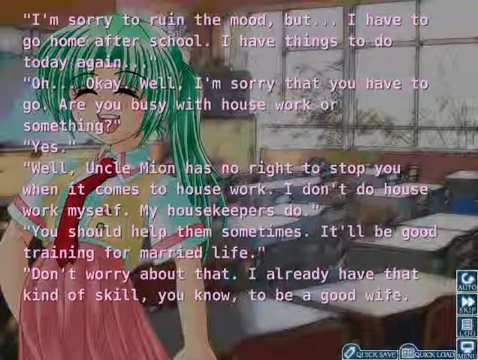 "I'm sorry to ruin the mood, but... I have to
go home after school. I have things to do
today again...."
"Oh... Okay. Well, I'm sorry that you have to
go. Are you busy with house work or
something?"
"Yes."
"Well, Uncle Mion has no right to stop you
when it comes to house work. I don't do house
work myself. My housekeepers do."
"You should help them sometimes. It'll be good
training for married life."
"Don't worry about that. I already have that
kind of skill, you know, to be a good wife.
AUTO
SKIP
LOG
MENU
QUICK SAVE
QUICK LOAD